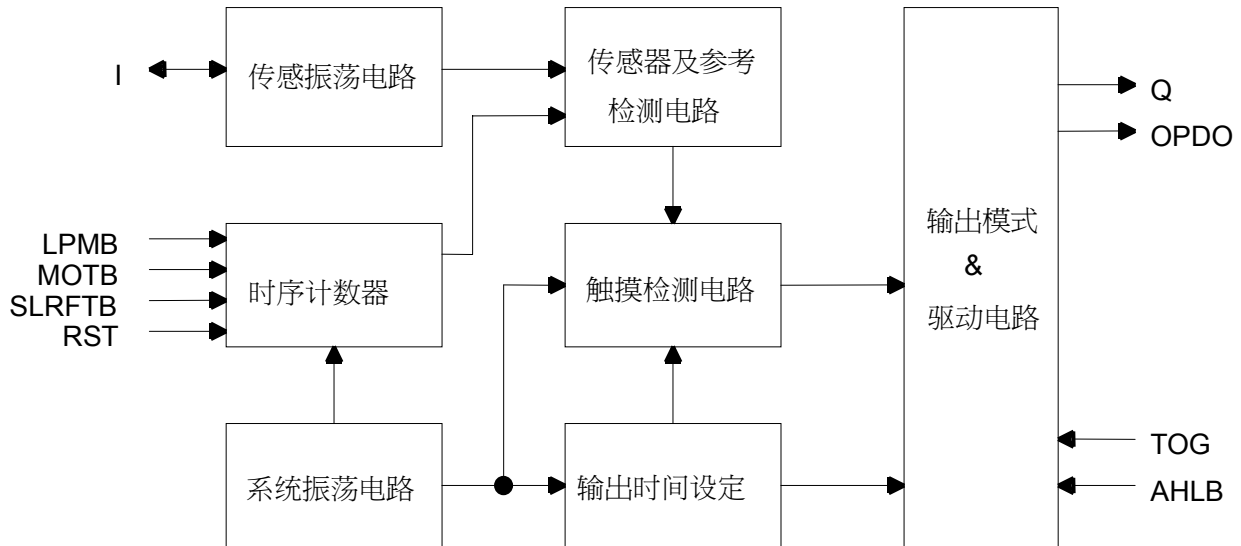 I
传感振荡电路
传感器及参考
检测电路
Q
OPDO
LPMB
MOTB
SLRFTB
RST
时序计数器
触摸检测电路
输出模式
&
驱动电路
系统振荡电路
输出时间设定
TOG
AHLB